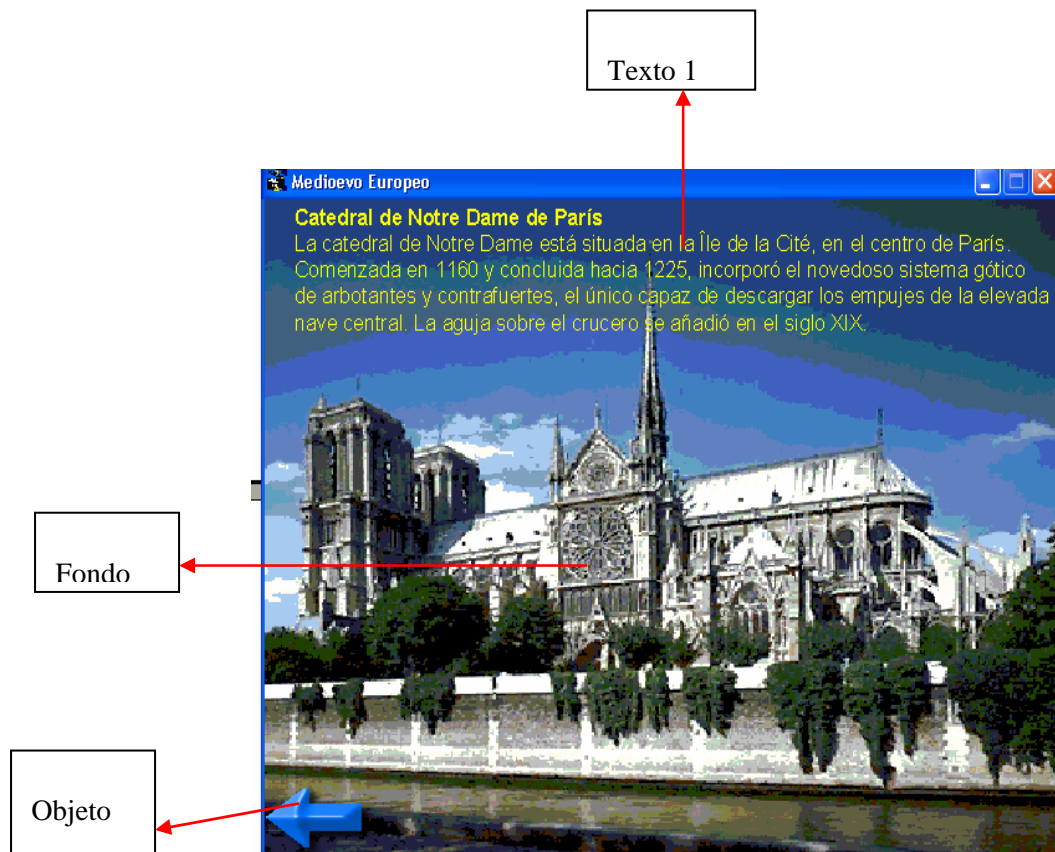 Texto 1
Medioevo Europeo
Catedral de Notre Dame de París
La catedral de Notre Dame está situada en la Île de la Cité, en el centro de París.
Comenzada en 1160 y concluida hacia 1225, incorporó el novedoso sistema gótico
de arbotantes y contrafuertes, el único capaz de descargar los empujes de la elevada
nave central. La aguja sobre el crucero se añadió en el siglo XIX.
Fondo
Objeto